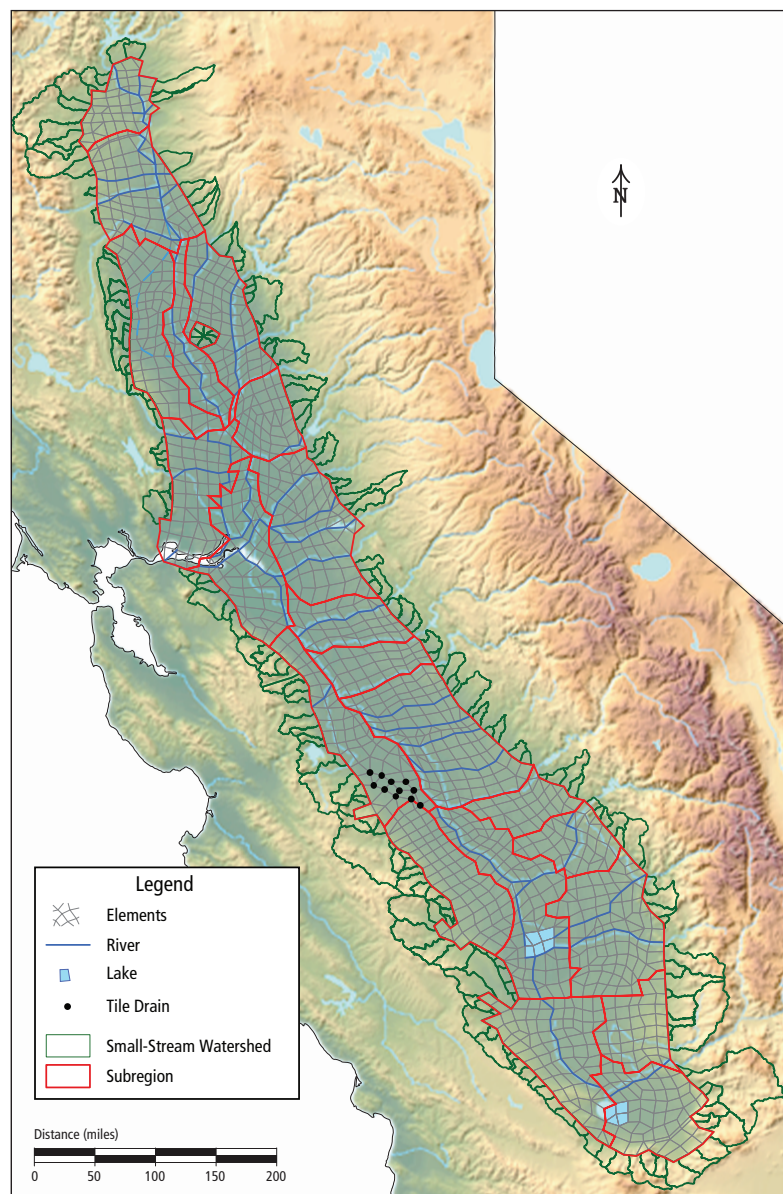 N
Legend
Elements
River
Lake
Tile Drain
Small-Stream Watershed
Subregion
Distance (miles)
0 50 100 150 200